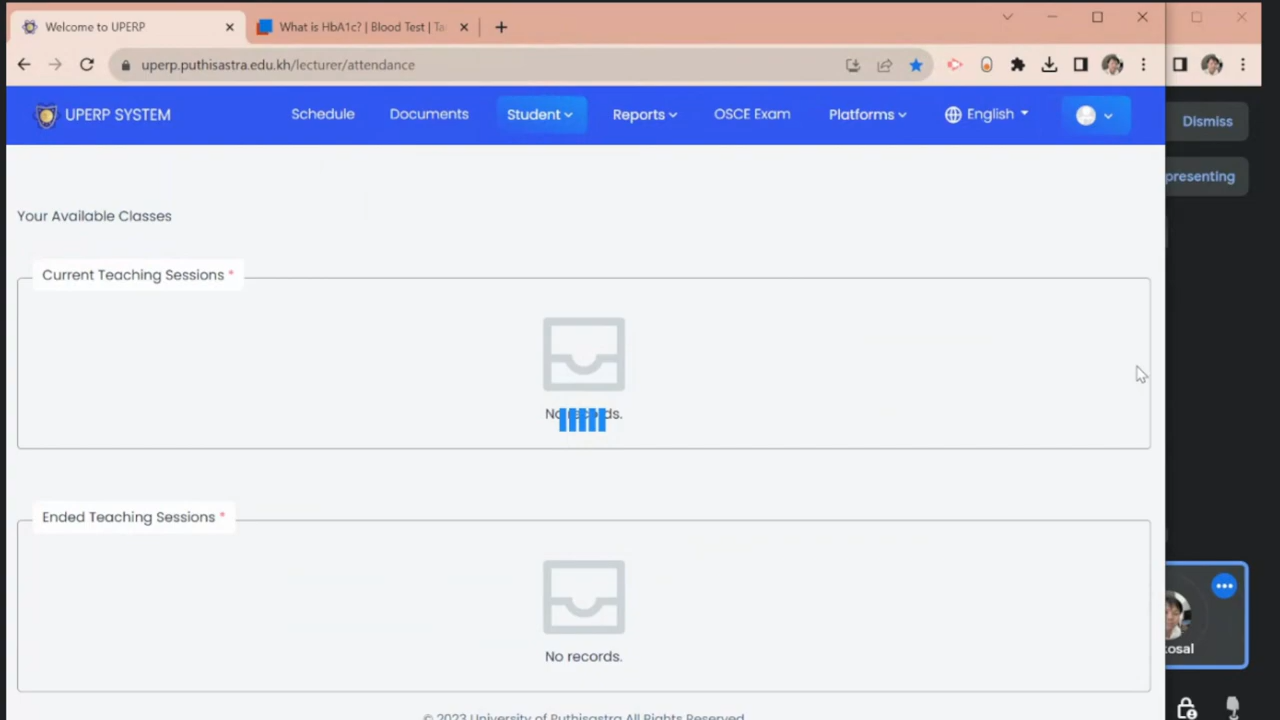 Welcome to UPERP
What is HbA1c? | Blood Test |
uperp.puthisastra.edu.kh/lecturer/attendance
UPERP SYSTEM
Schedule
Documents
Student
Reports
OSCE Exam
Platforms
English
Dismiss
presenting
Your Available Classes
Current Teaching Sessions *
No records.
Ended Teaching Sessions *
No records.
kosal
© 2023 University of Puthisastra All Rights Reserved